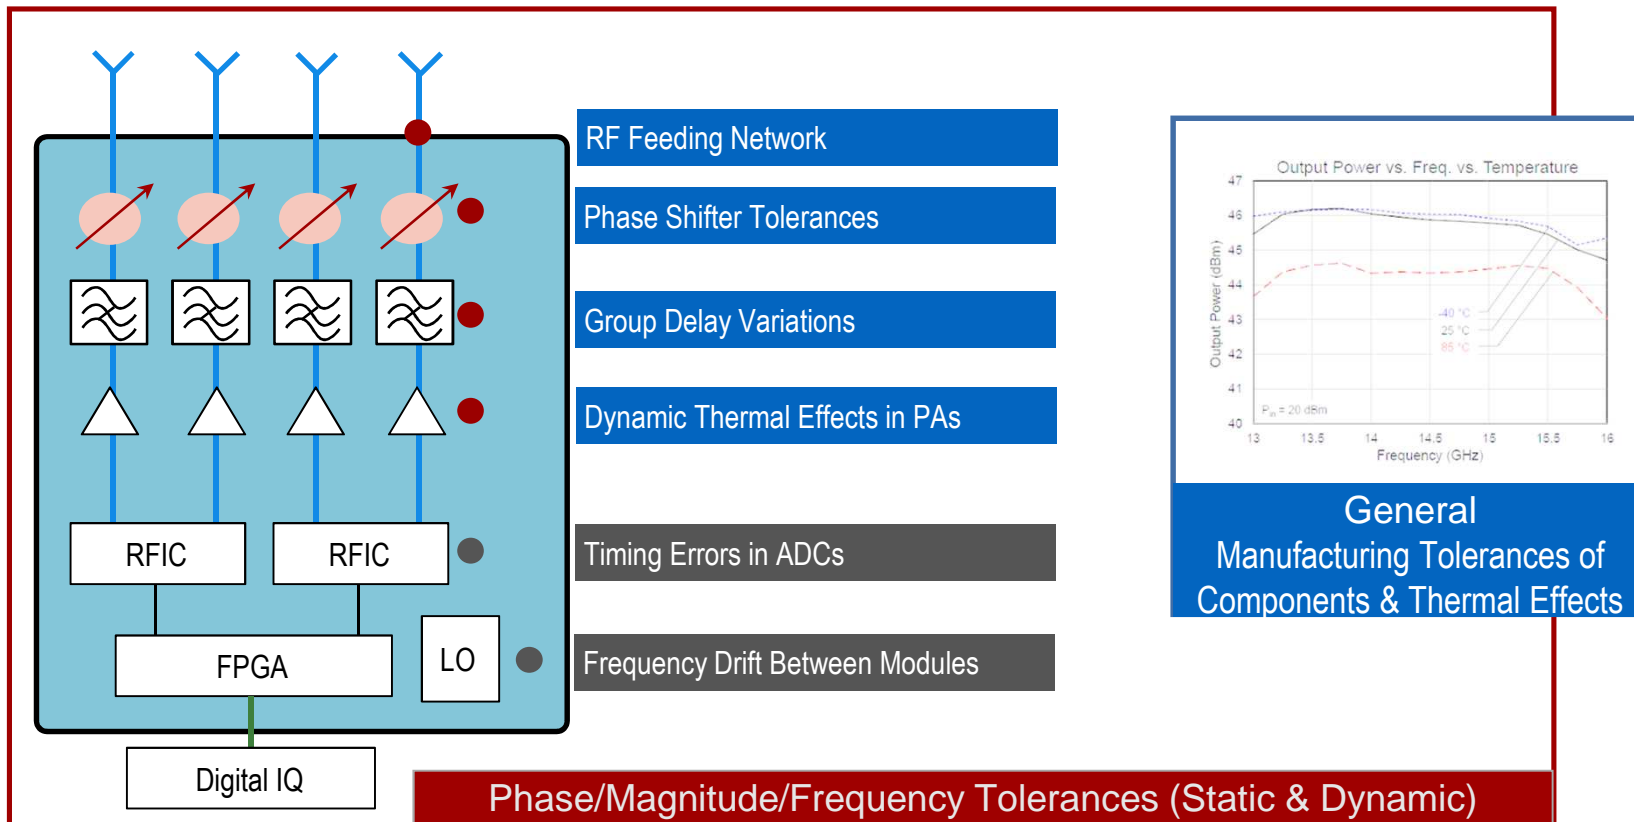 RF Feeding Network
Phase Shifter Tolerances
Group Delay Variations
Dynamic Thermal Effects in PAs
RFIC
RFIC
Timing Errors in ADCs
FPGA
LO
Frequency Drift Between Modules
Digital IQ
Output Power vs. Freq. vs. Temperature
Output Power (dBm)
47
46
45
44
43
42
41
40
-40 °C
25 °C
85 °C
Pin = 20 dBm
13
13.5
14
14.5
15
15.5
16
Frequency (GHz)
General
Manufacturing Tolerances of
Components & Thermal Effects
Phase/Magnitude/Frequency Tolerances (Static & Dynamic)